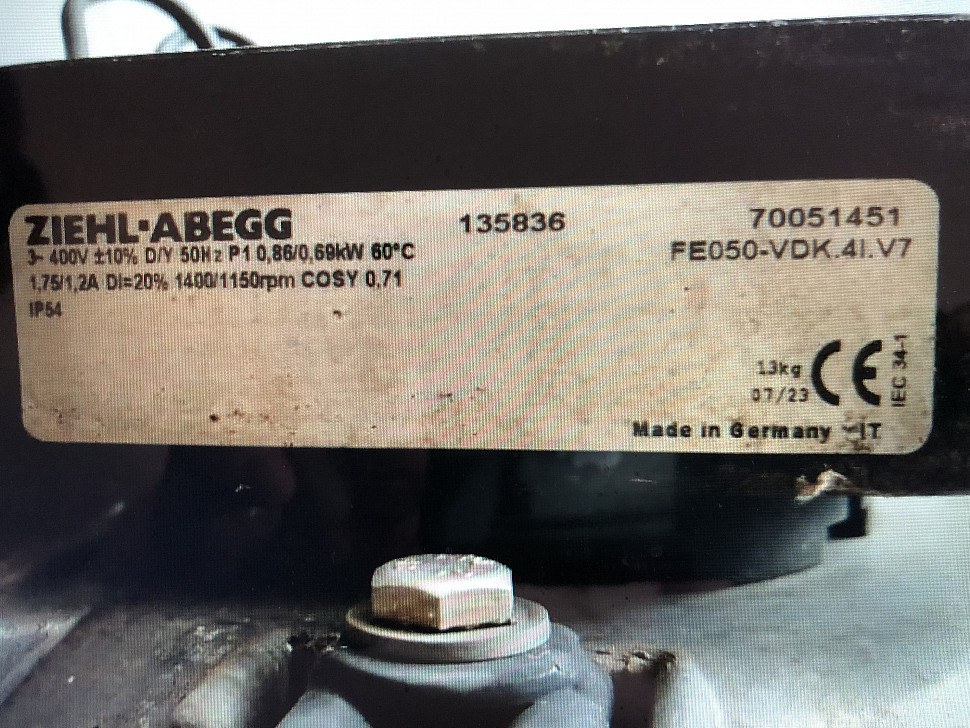 ZIEHL-ABEGG 135836 70051451
3~ 400V ±10% D/Y 50Hz P1 0,86/0,69kW 60°C FE050-VDK.4I.V7
1,75/1,2A DI=20% 1400/1150rpm COSY 0,71
IP54
13kg CE IEC 34-1
07/23
Made in Germany - IT